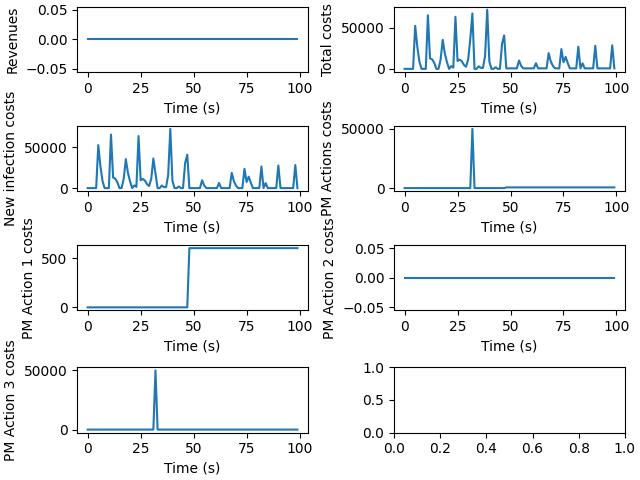 Revenues
0.05
0.00
−0.05
0 25 50 75 100
Time (s)
Total costs
50000
0
0 25 50 75 100
Time (s)
New infection costs
50000
0
0 25 50 75 100
Time (s)
PM Actions costs
50000
0
0 25 50 75 100
Time (s)
PM Action 1 costs
500
0
0 25 50 75 100
Time (s)
PM Action 2 costs
0.05
0.00
−0.05
0 25 50 75 100
Time (s)
PM Action 3 costs
50000
0
0 25 50 75 100
Time (s)
1.0
0.5
0.0
0.0 0.2 0.4 0.6 0.8 1.0